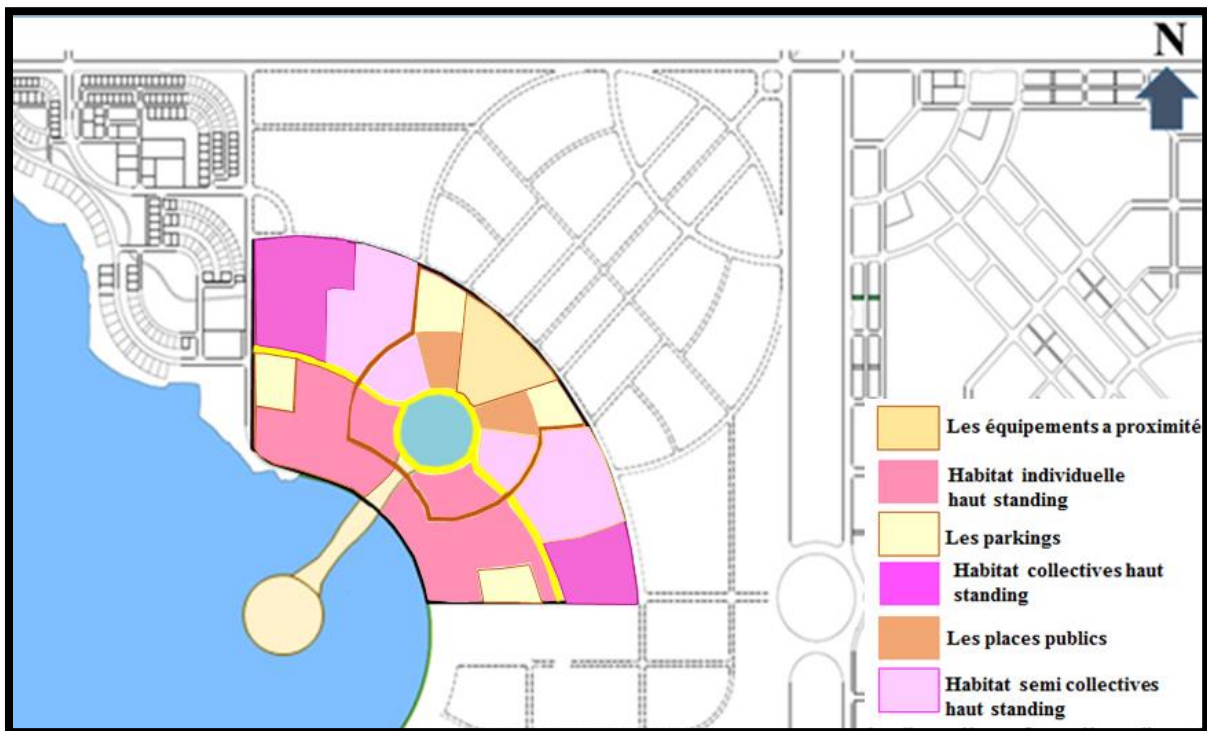 N
Les équipements a proximité
Habitat individuelle
haut standing
Les parkings
Habitat collectives haut
standing
Les places publics
Habitat semi collectives
haut standing